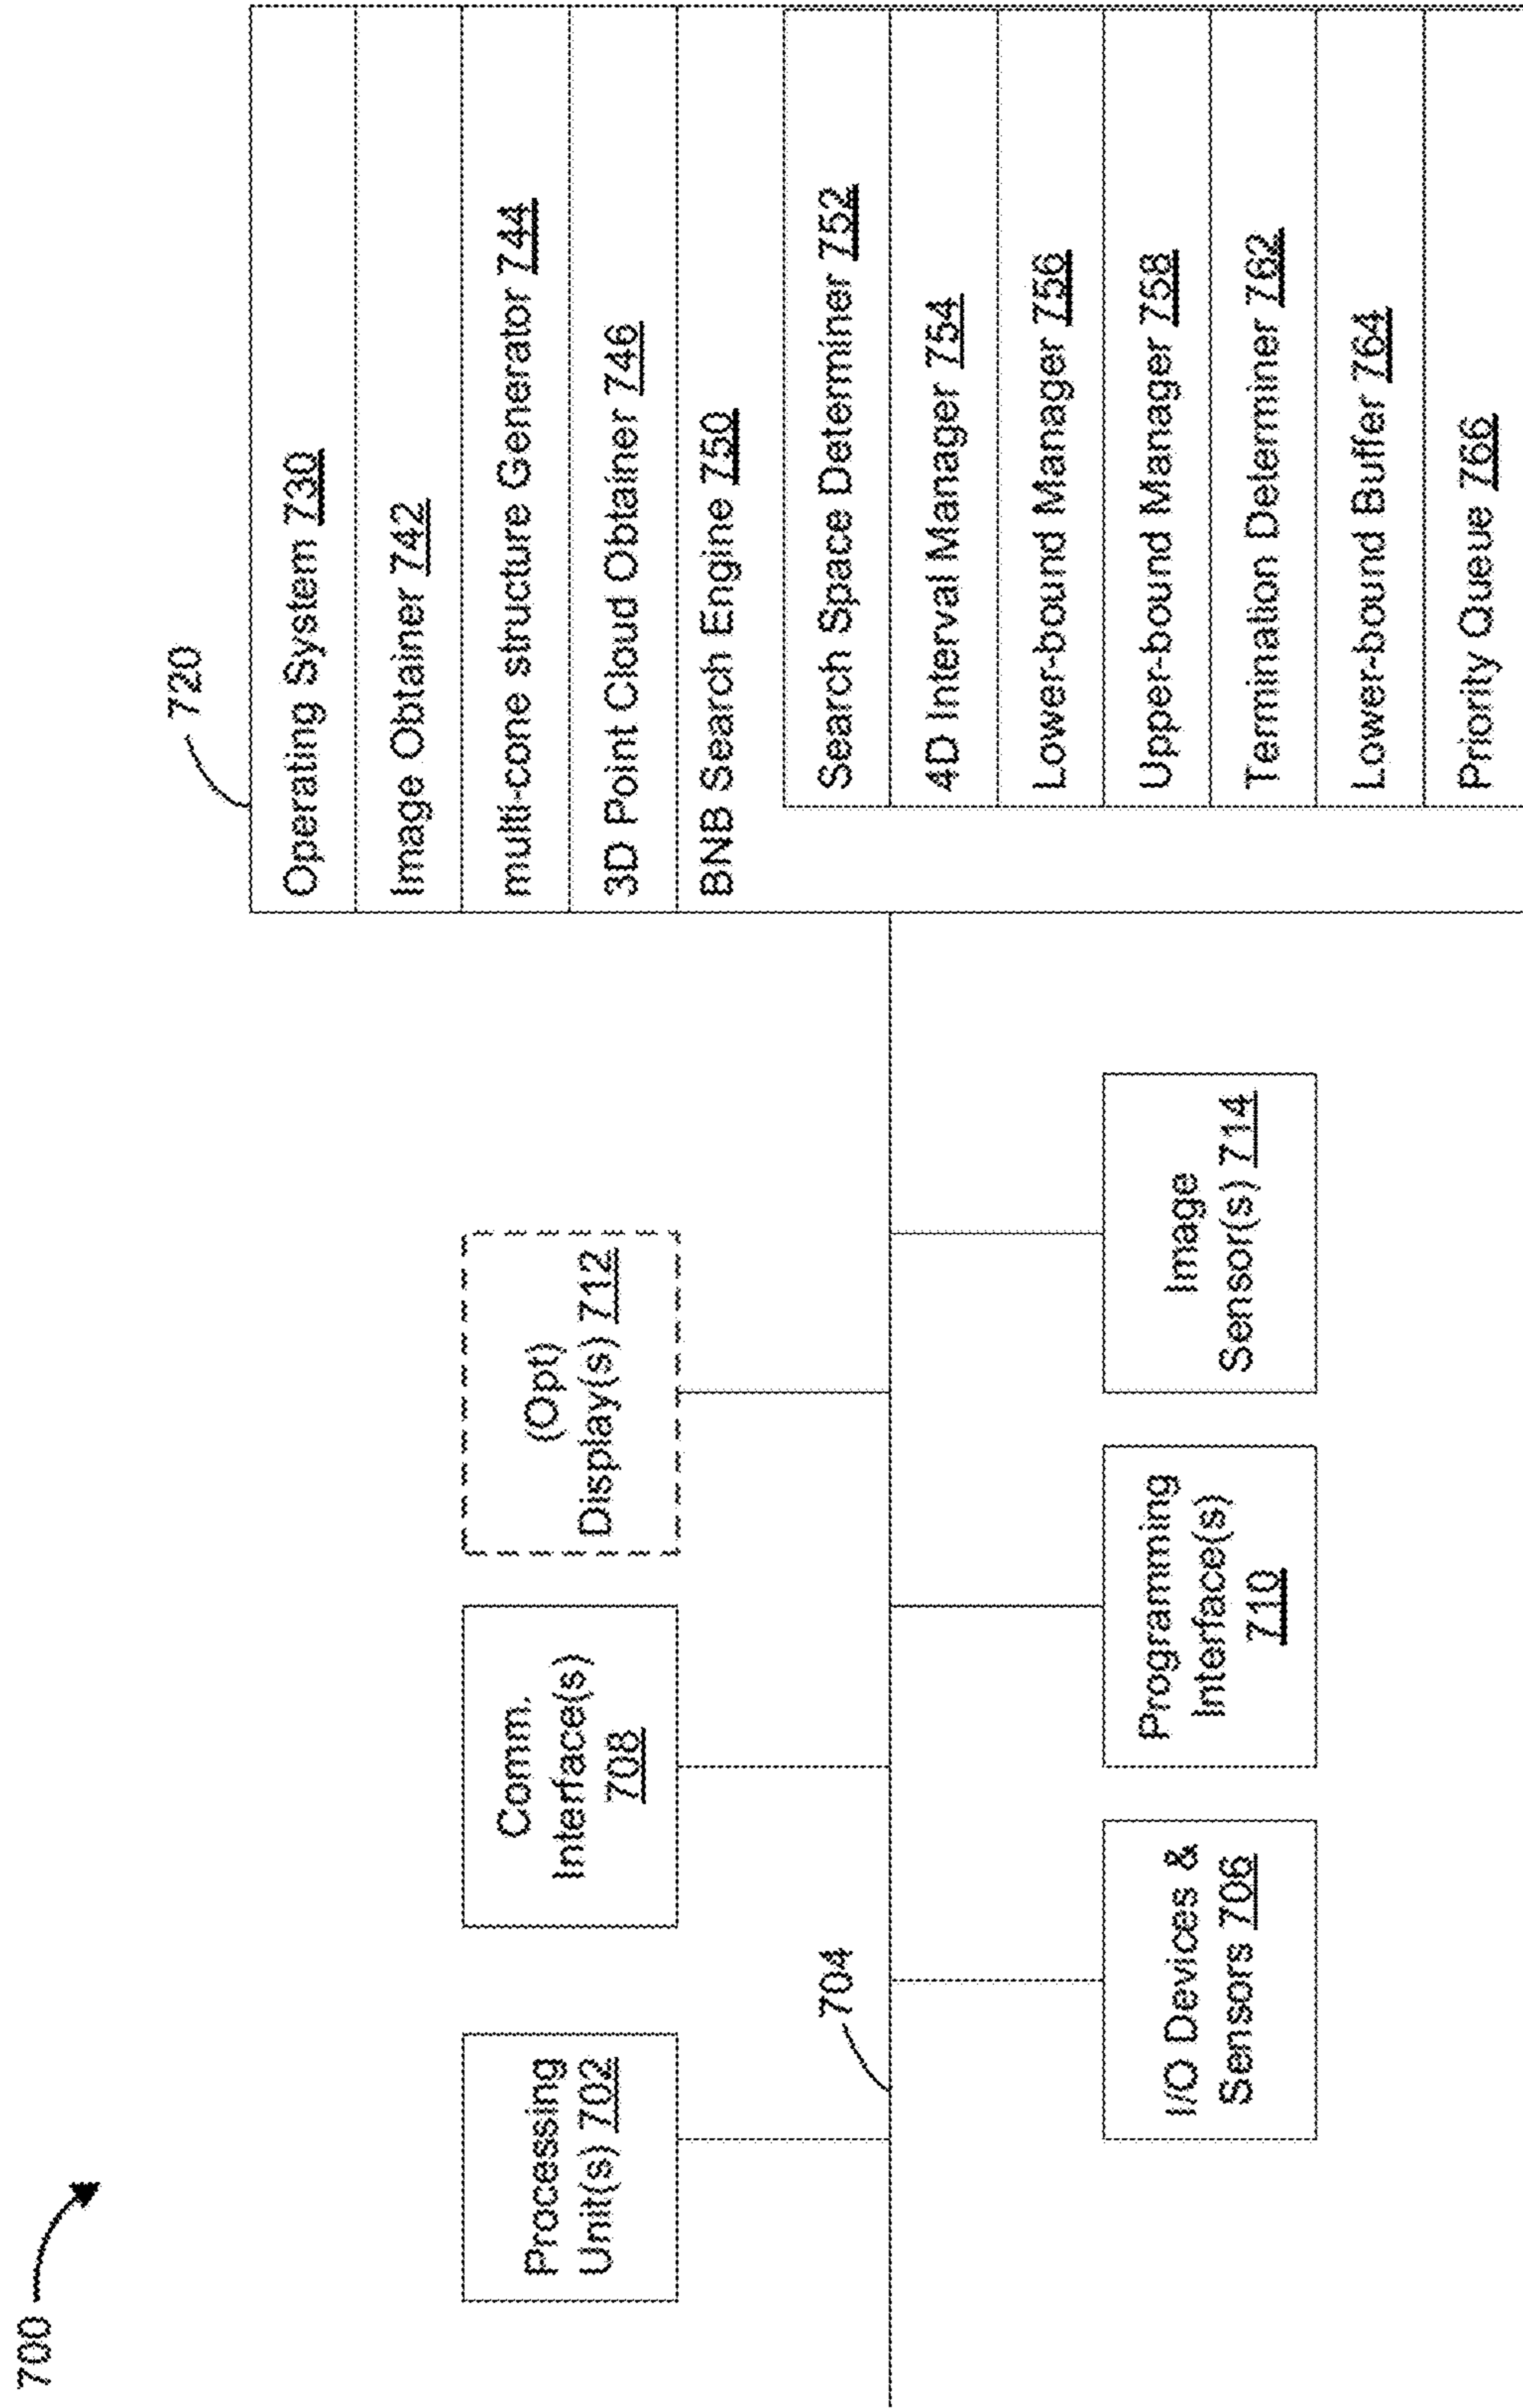 700
720
Operating System 730
Image Obtainer 742
multi-cone structure Generator 744
3D Point Cloud Obtainer 746
BNB Search Engine 750
Search Space Determiner 752
4D Interval Manager 754
Lower-bound Manager 756
Upper-bound Manager 758
Termination Determiner 762
Lower-bound Buffer 764
Priority Queue 766
Processing
Unit(s) 702
Comm.
Interface(s)
708
(Opt)
Display(s) 712
704
I/O Devices &
Sensors 706
Programming
Interface(s)
710
Image
Sensor(s) 714